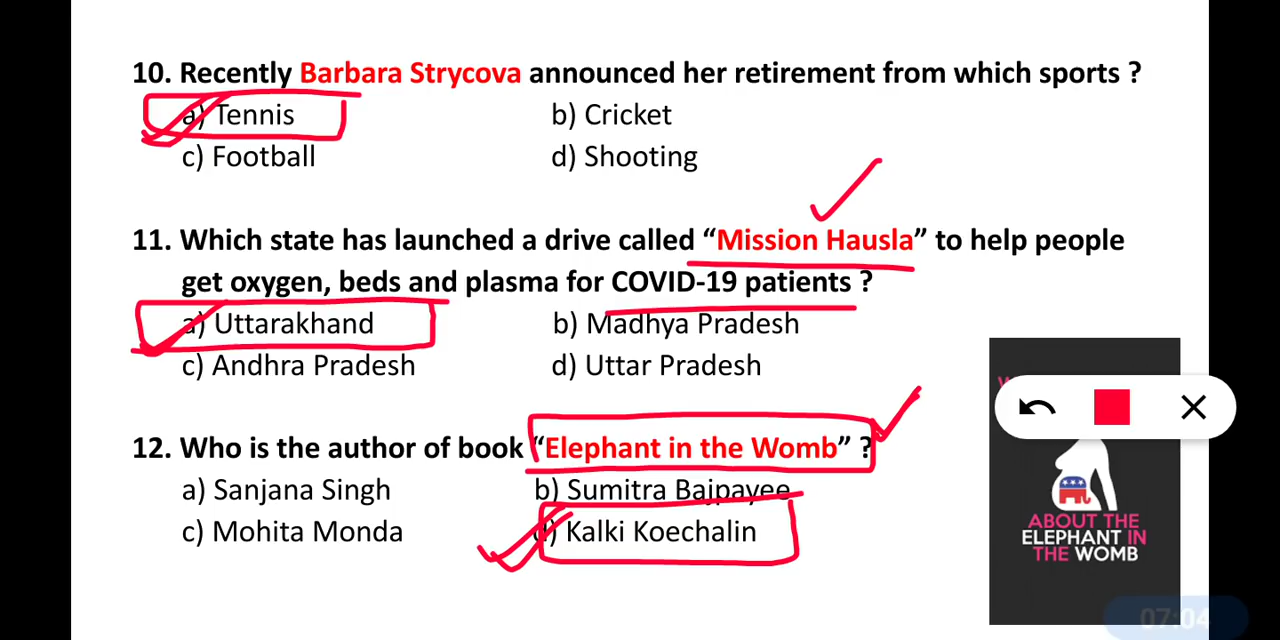 10. Recently Barbara Strycova announced her retirement from which sports ?
a) Tennis b) Cricket
c) Football d) Shooting
11. Which state has launched a drive called “Mission Hausla” to help people
get oxygen, beds and plasma for COVID-19 patients ?
a) Uttarakhand b) Madhya Pradesh
c) Andhra Pradesh d) Uttar Pradesh
12. Who is the author of book “Elephant in the Womb” ?
a) Sanjana Singh b) Sumitra Bajpayee
c) Mohita Monda d) Kalki Koechalin
ABOUT THE
ELEPHANT IN
THE WOMB
07:04